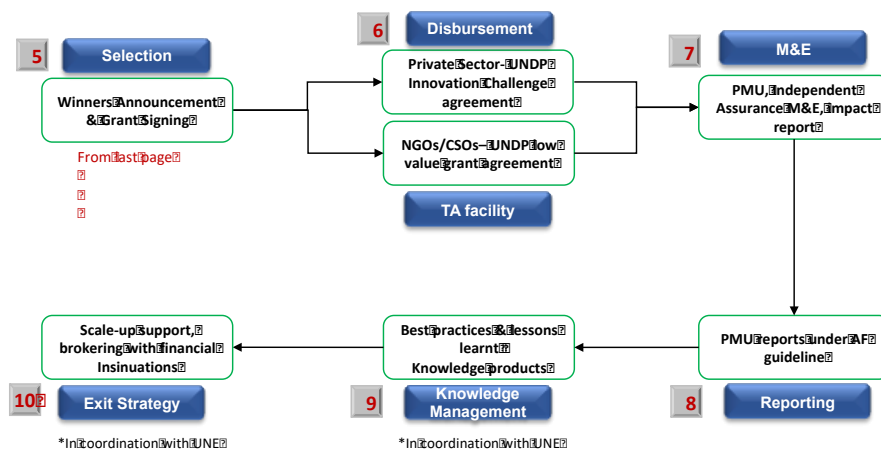 5
Selection
Winners Announcement
& Grant Signing
From last page
6
Disbursement
Private Sector- UNDP
Innovation Challenge
agreement
NGOs/CSOs– UNDP low
value grant agreement
TA facility
7
M&E
PMU, Independent
Assurance M&E, Impact
report
Scale-up support,
brokering with financial
Insinuations
10
Exit Strategy
*In coordination with UNE
Best practices & lessons
learnt
Knowledge products
9
Knowledge
Management
*In coordination with UNE
PMU reports under AF
guideline
8
Reporting